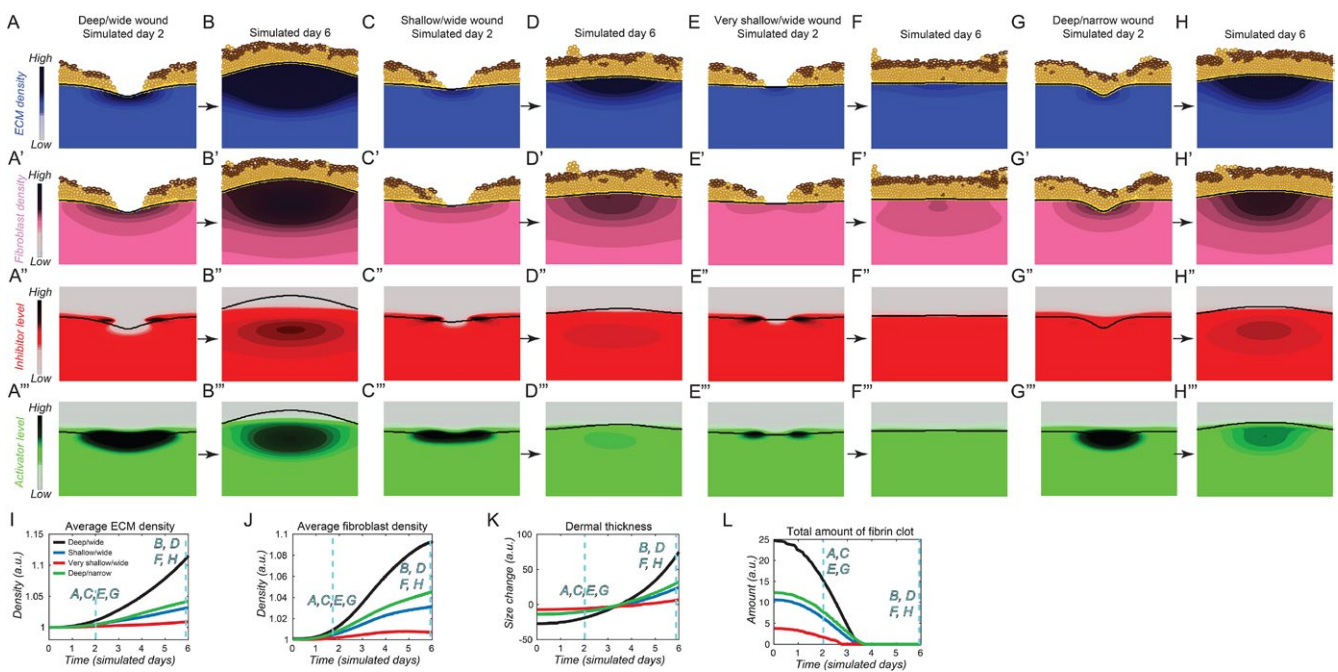 A
Deep/wide wound
Simulated day 2
B
Simulated day 6
C
Shallow/wide wound
Simulated day 2
D
Simulated day 6
E
Very shallow/wide wound
Simulated day 2
F
Simulated day 6
G
Deep/narrow wound
Simulated day 2
H
Simulated day 6
High
ECM density
Low
A' B' C' D' E' F' G' H'
High
Fibroblast density
Low
A" B" C" D" E" F" G" H"
High
Inhibitor level
Low
A''' B''' C''' D''' E''' F''' G''' H'''
High
Activator level
Low
I
Average ECM density
1.15
1.1
1.05
1
Density (a.u.)
Deep/wide
Shallow/wide
Very shallow/wide
Deep/narrow
A,C,E,G
B, D
F, H
0 1 2 3 4 5 6
Time (simulated days)
J
Average fibroblast density
1.1
1.08
1.06
1.04
1.02
1
Density (a.u.)
A,C,E,G
B, D
F, H
0 1 2 3 4 5 6
Time (simulated days)
K
Dermal thickness
100
50
0
-50
Size change (a.u.)
A,C,E,G
B, D
F, H
0 1 2 3 4 5 6
Time (simulated days)
L
Total amount of fibrin clot
25
20
15
10
5
0
Amount (a.u.)
A,C
E,G
B, D
F, H
0 1 2 3 4 5 6
Time (simulated days)